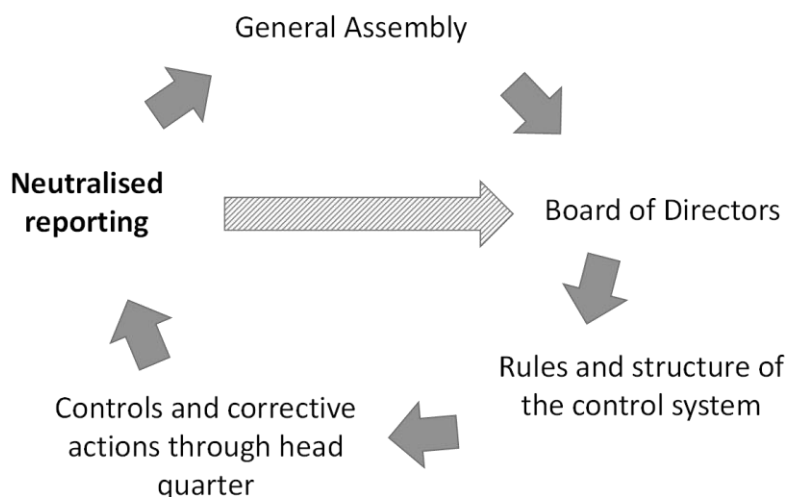 General Assembly
Neutralised
reporting
Board of Directors
Rules and structure of
the control system
Controls and corrective
actions through head
quarter